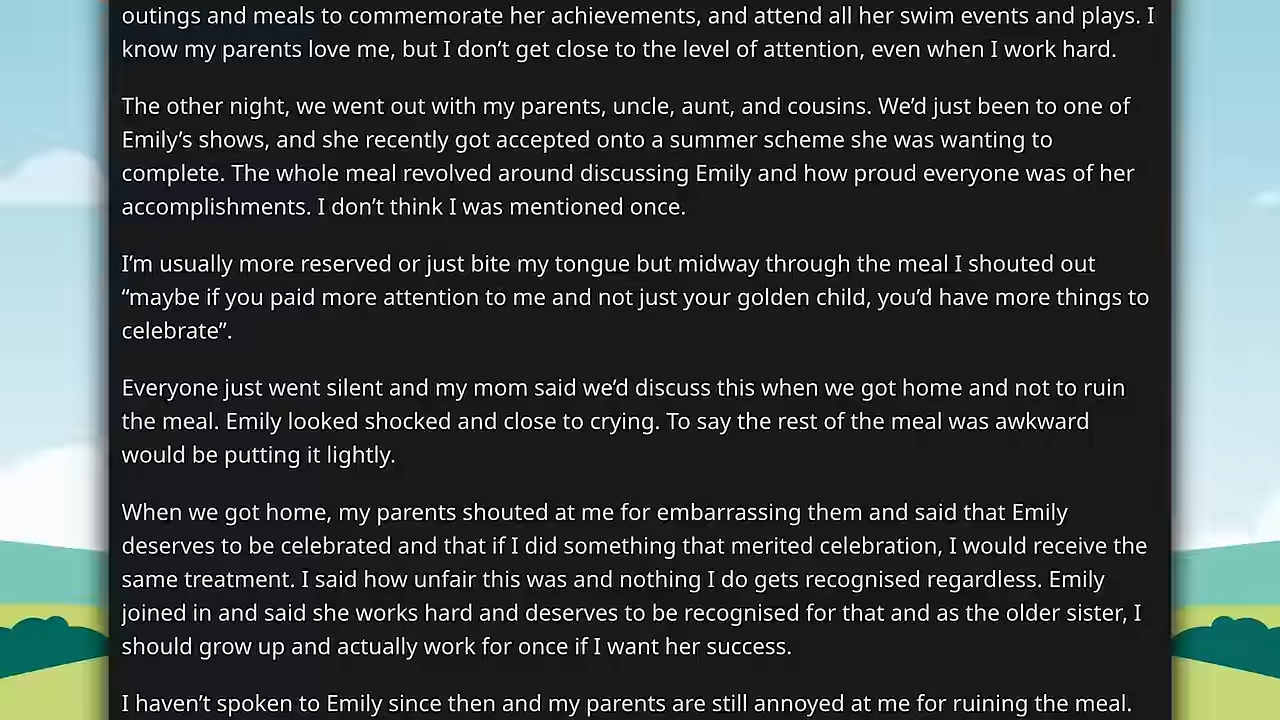 outings and meals to commemorate her achievements, and attend all her swim events and plays. I
know my parents love me, but I don’t get close to the level of attention, even when I work hard.
The other night, we went out with my parents, uncle, aunt, and cousins. We’d just been to one of
Emily’s shows, and she recently got accepted onto a summer scheme she was wanting to
complete. The whole meal revolved around discussing Emily and how proud everyone was of her
accomplishments. I don’t think I was mentioned once.
I’m usually more reserved or just bite my tongue but midway through the meal I shouted out
“maybe if you paid more attention to me and not just your golden child, you’d have more things to
celebrate”.
Everyone just went silent and my mom said we’d discuss this when we got home and not to ruin
the meal. Emily looked shocked and close to crying. To say the rest of the meal was awkward
would be putting it lightly.
When we got home, my parents shouted at me for embarrassing them and said that Emily
deserves to be celebrated and that if I did something that merited celebration, I would receive the
same treatment. I said how unfair this was and nothing I do gets recognised regardless. Emily
joined in and said she works hard and deserves to be recognised for that and as the older sister, I
should grow up and actually work for once if I want her success.
I haven’t spoken to Emily since then and my parents are still annoyed at me for ruining the meal.